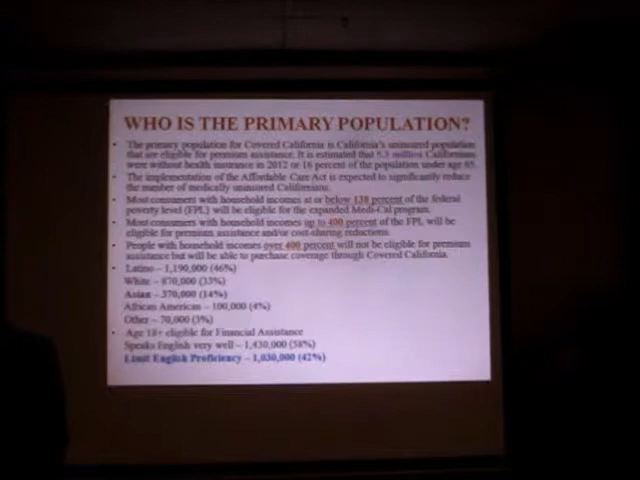 WHO IS THE PRIMARY POPULATION?
• The primary population for Covered California is California's uninsured population
that are eligible for premium assistance. It is estimated that 5.3 million Californians
were without health insurance in 2012 or 16 percent of the population under age 65.
• The implementation of the Affordable Care Act is expected to significantly reduce
the number of medically uninsured Californians.
• Most consumers with household incomes at or below 138 percent of the federal
poverty level (FPL) will be eligible for the expanded Medi-Cal program.
• Most consumers with household incomes up to 400 percent of the FPL will be
eligible for premium assistance and/or cost-sharing reductions.
• People with household incomes over 400 percent will not be eligible for premium
assistance but will be able to purchase coverage through Covered California.
• Latino – 1,190,000 (46%)
White – 870,000 (33%)
Asian – 370,000 (14%)
African American – 100,000 (4%)
Other – 70,000 (3%)
• Age 18+ eligible for Financial Assistance
Speaks English very well – 1,430,000 (58%)
Limit English Proficiency – 1,030,000 (42%)